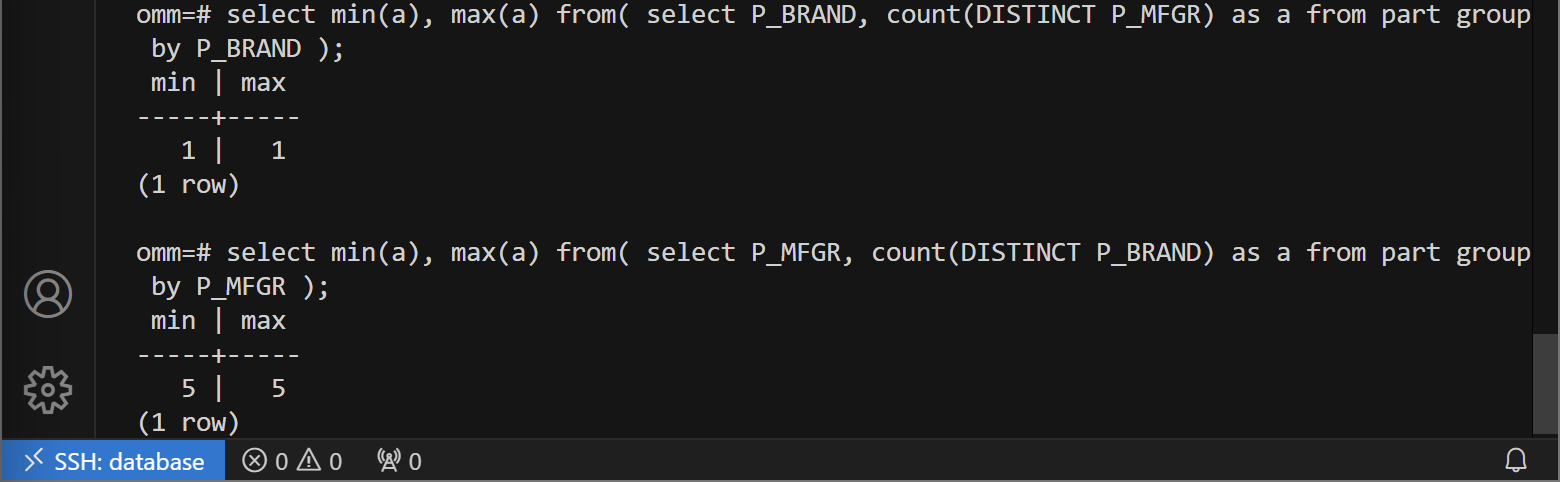 omm=# select min(a), max(a) from( select P_BRAND, count(DISTINCT P_MFGR) as a from part group
 by P_BRAND );
 min | max
-----+-----
   1 |   1
(1 row)
omm=# select min(a), max(a) from( select P_MFGR, count(DISTINCT P_BRAND) as a from part group
 by P_MFGR );
 min | max
-----+-----
   5 |   5
(1 row)
SSH: database 0 0 0